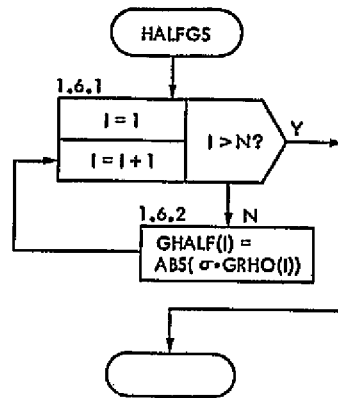 HALFGS
1.6.1
I = 1
I = I + 1
I > N?
Y
N
1.6.2
GHALF(I) =
ABS( σ•GRHO(I))